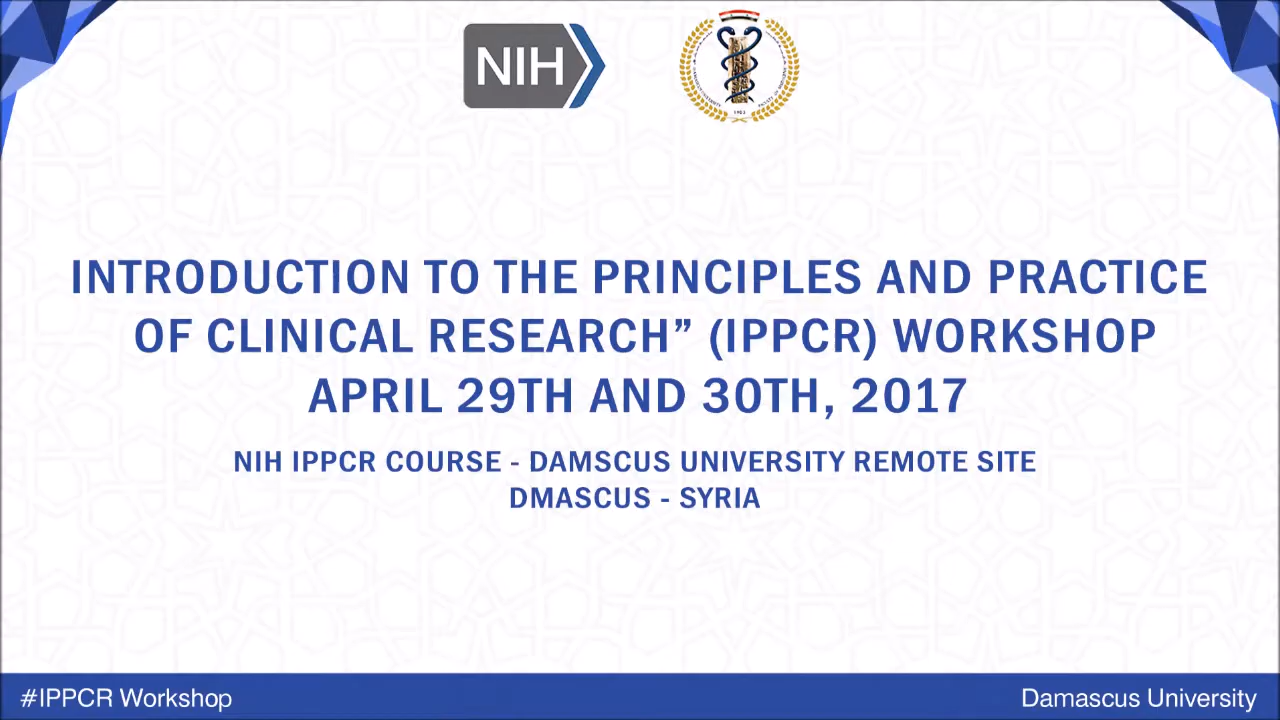 NIH
1903
INTRODUCTION TO THE PRINCIPLES AND PRACTICE
OF CLINICAL RESEARCH” (IPPCR) WORKSHOP
APRIL 29TH AND 30TH, 2017
NIH IPPCR COURSE - DAMSCUS UNIVERSITY REMOTE SITE
DMASCUS - SYRIA
#IPPCR Workshop
Damascus University